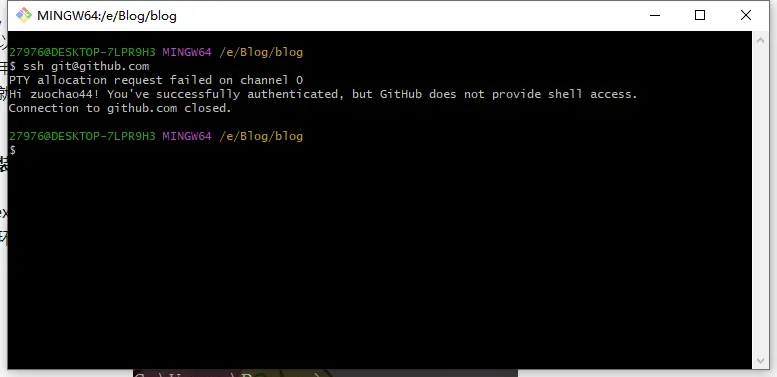 MINGW64:/e/Blog/blog
27976@DESKTOP-7LPR9H3 MINGW64 /e/Blog/blog
$ ssh git@github.com
PTY allocation request failed on channel 0
Hi zuochao44! You've successfully authenticated, but GitHub does not provide shell access.
Connection to github.com closed.
27976@DESKTOP-7LPR9H3 MINGW64 /e/Blog/blog
$